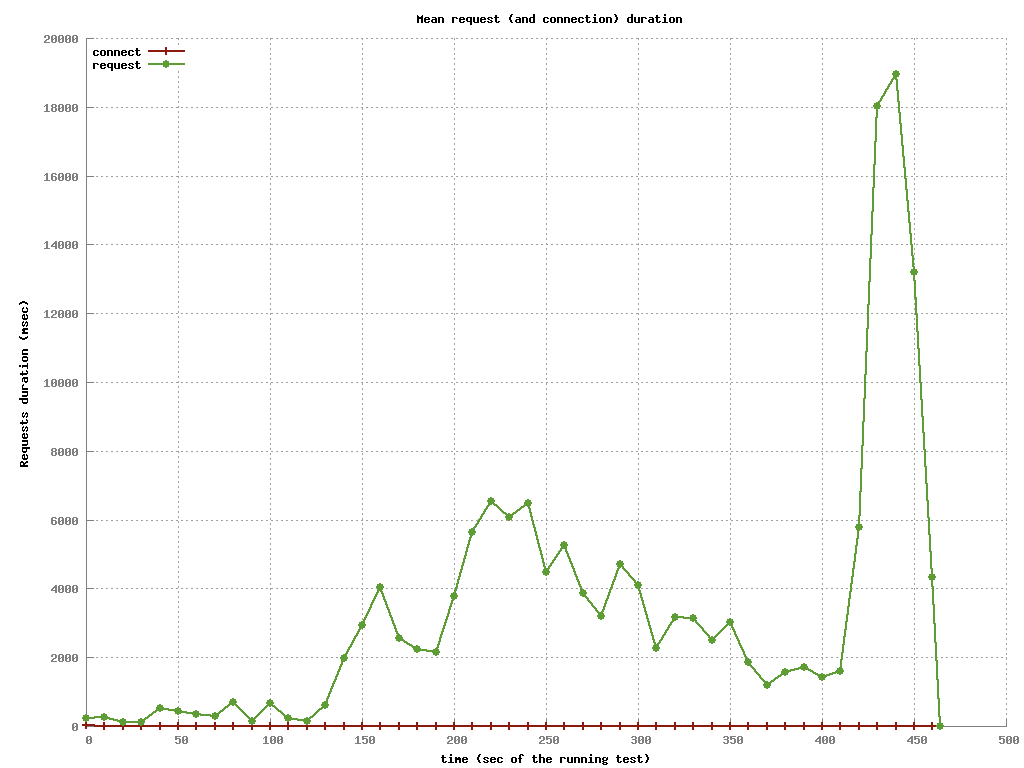 Mean request (and connection) duration
20000
connect
request
18000
16000
14000
12000
10000
8000
6000
4000
2000
0
Requests duration (msec)
0 50 100 150 200 250 300 350 400 450 500
time (sec of the running test)